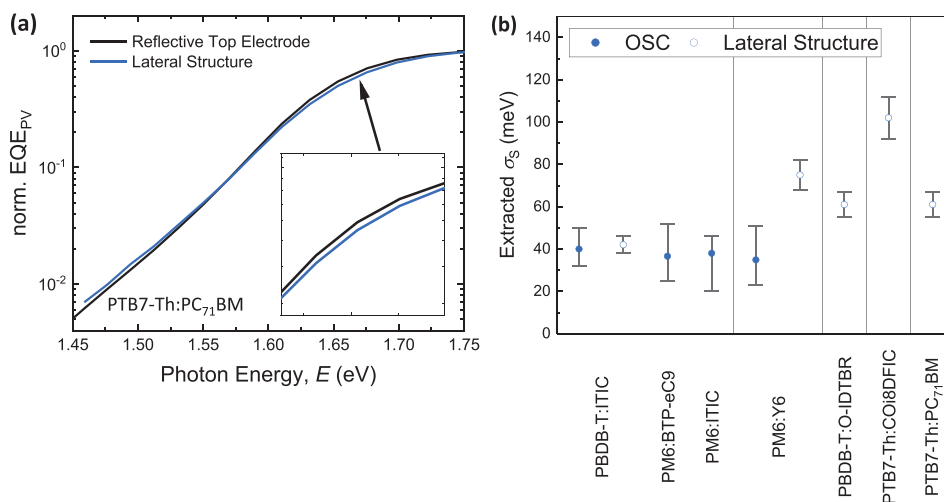 (a)
Reflective Top Electrode
Lateral Structure
10⁰
10⁻¹
10⁻²
norm. EQE_PV
PTB7-Th:PC₇₁BM
1.45 1.50 1.55 1.60 1.65 1.70 1.75
Photon Energy, E (eV)
(b)
OSC Lateral Structure
140
120
100
80
60
40
20
0
Extracted σ_S (meV)
PBDB-T:ITIC
PM6:BTP-eC9
PM6:ITIC
PM6:Y6
PBDB-T:O-IDTBR
PTB7-Th:COi8DFIC
PTB7-Th:PC₇₁BM